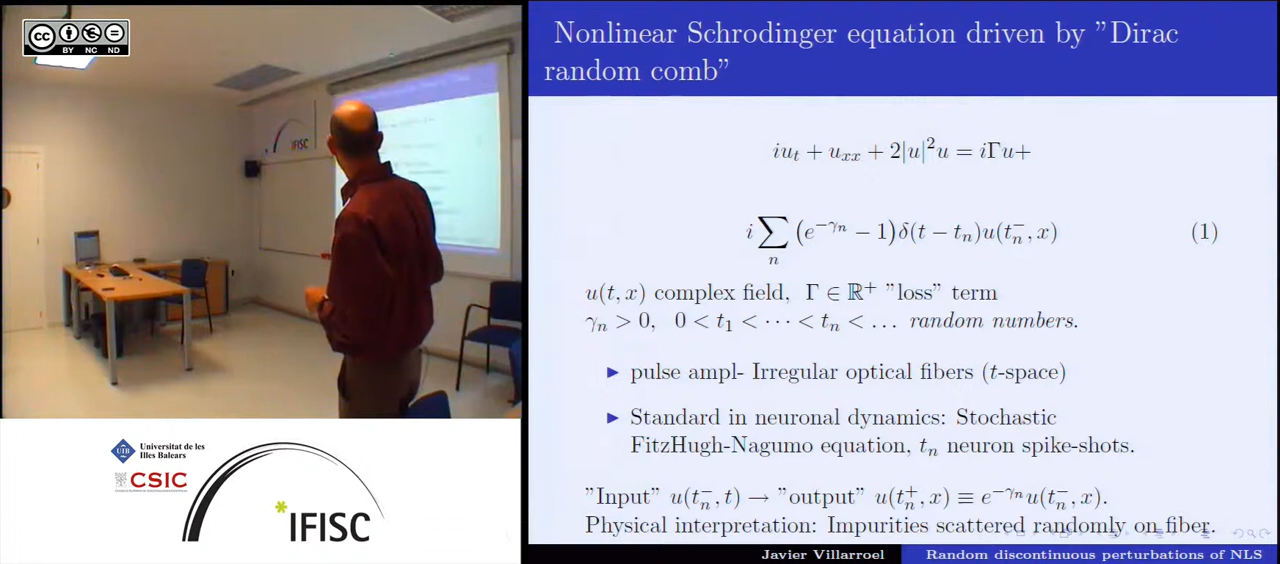 cc
BY NC ND
IFISC
Universitat de les
Illes Balears
UIB
CSIC
IFISC
Nonlinear Schrodinger equation driven by "Dirac
random comb"
iu_t + u_{xx} + 2|u|^2 u = iΓu+
i ∑_n (e^{−γ_n} − 1)δ(t − t_n)u(t_n^−, x) (1)
u(t, x) complex field, Γ ∈ ℝ^+ "loss" term
γ_n > 0, 0 < t_1 < ⋯ < t_n < … random numbers.
▶ pulse ampl- Irregular optical fibers (t-space)
▶ Standard in neuronal dynamics: Stochastic
FitzHugh-Nagumo equation, t_n neuron spike-shots.
"Input" u(t_n^−, t) → "output" u(t_n^+, x) ≡ e^{−γ_n}u(t_n^−, x).
Physical interpretation: Impurities scattered randomly on fiber.
Javier Villarroel Random discontinuous perturbations of NLS